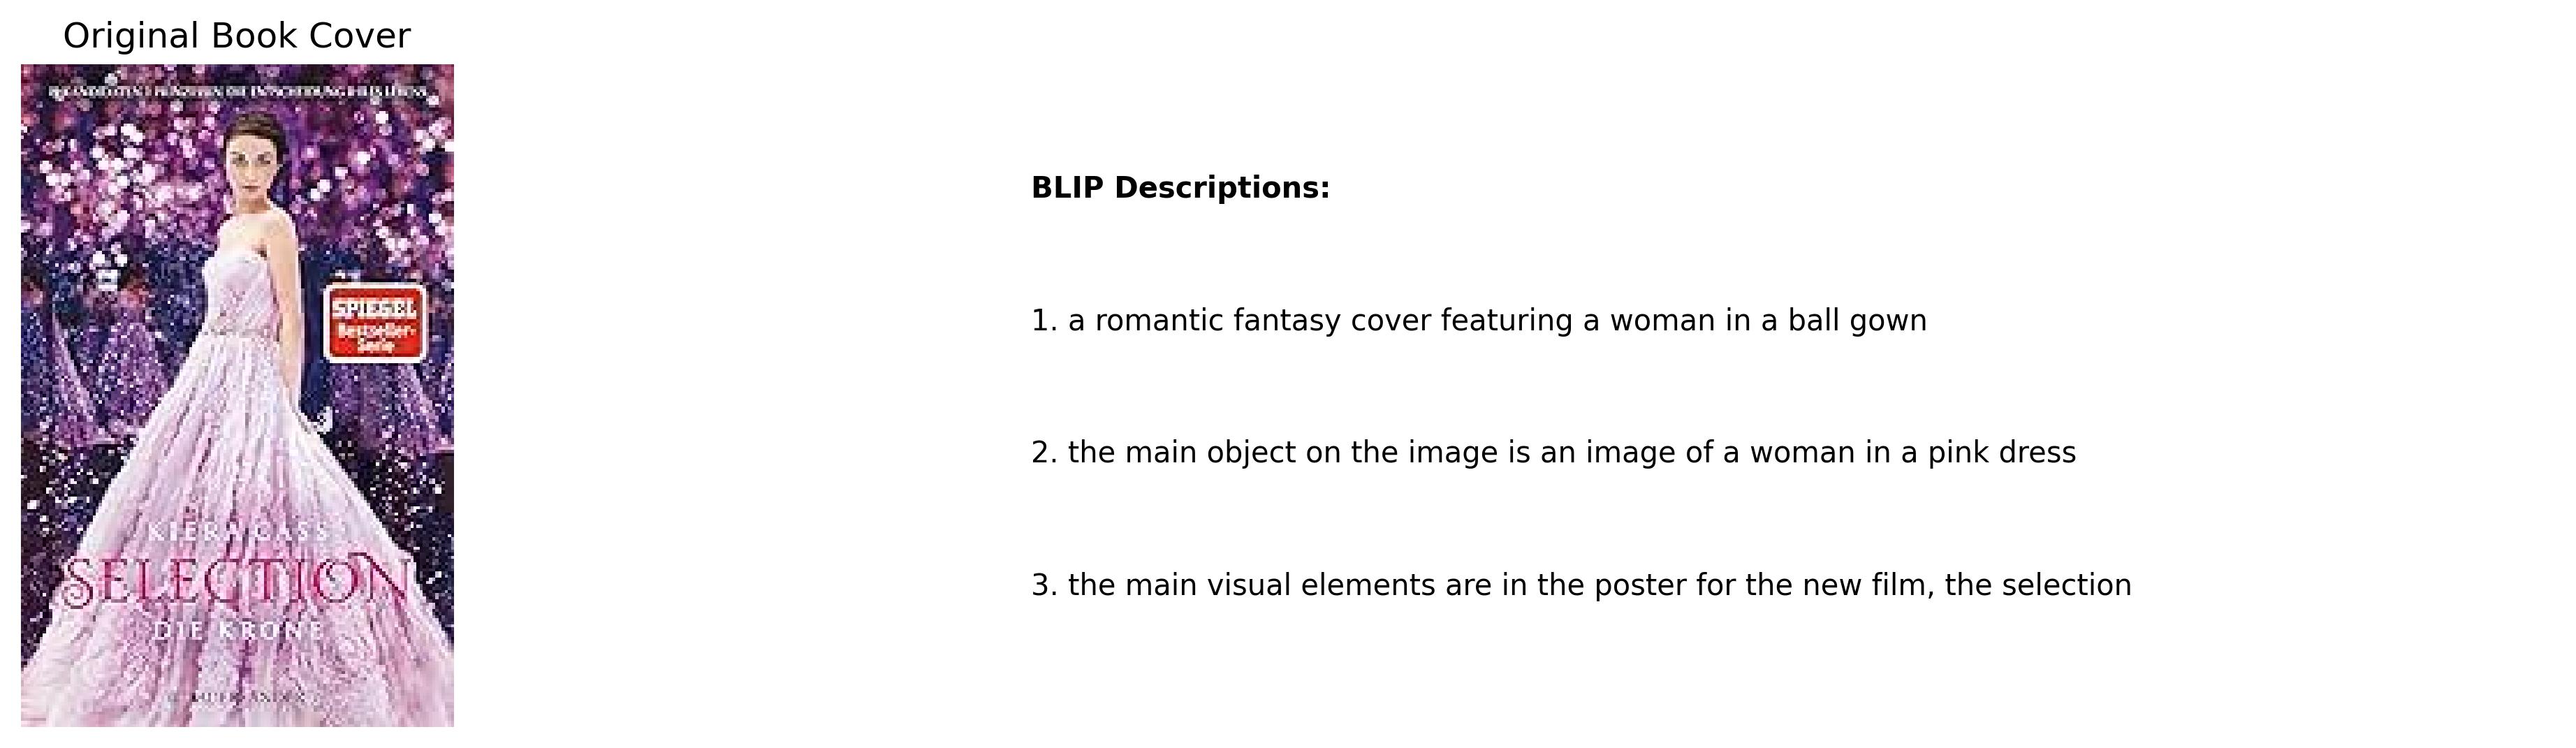 Original Book Cover
SPIEGEL
Bestseller-
Serie
KIERA CASS
SELECTION
DIE KRONE
BLIP Descriptions:
1. a romantic fantasy cover featuring a woman in a ball gown
2. the main object on the image is an image of a woman in a pink dress
3. the main visual elements are in the poster for the new film, the selection